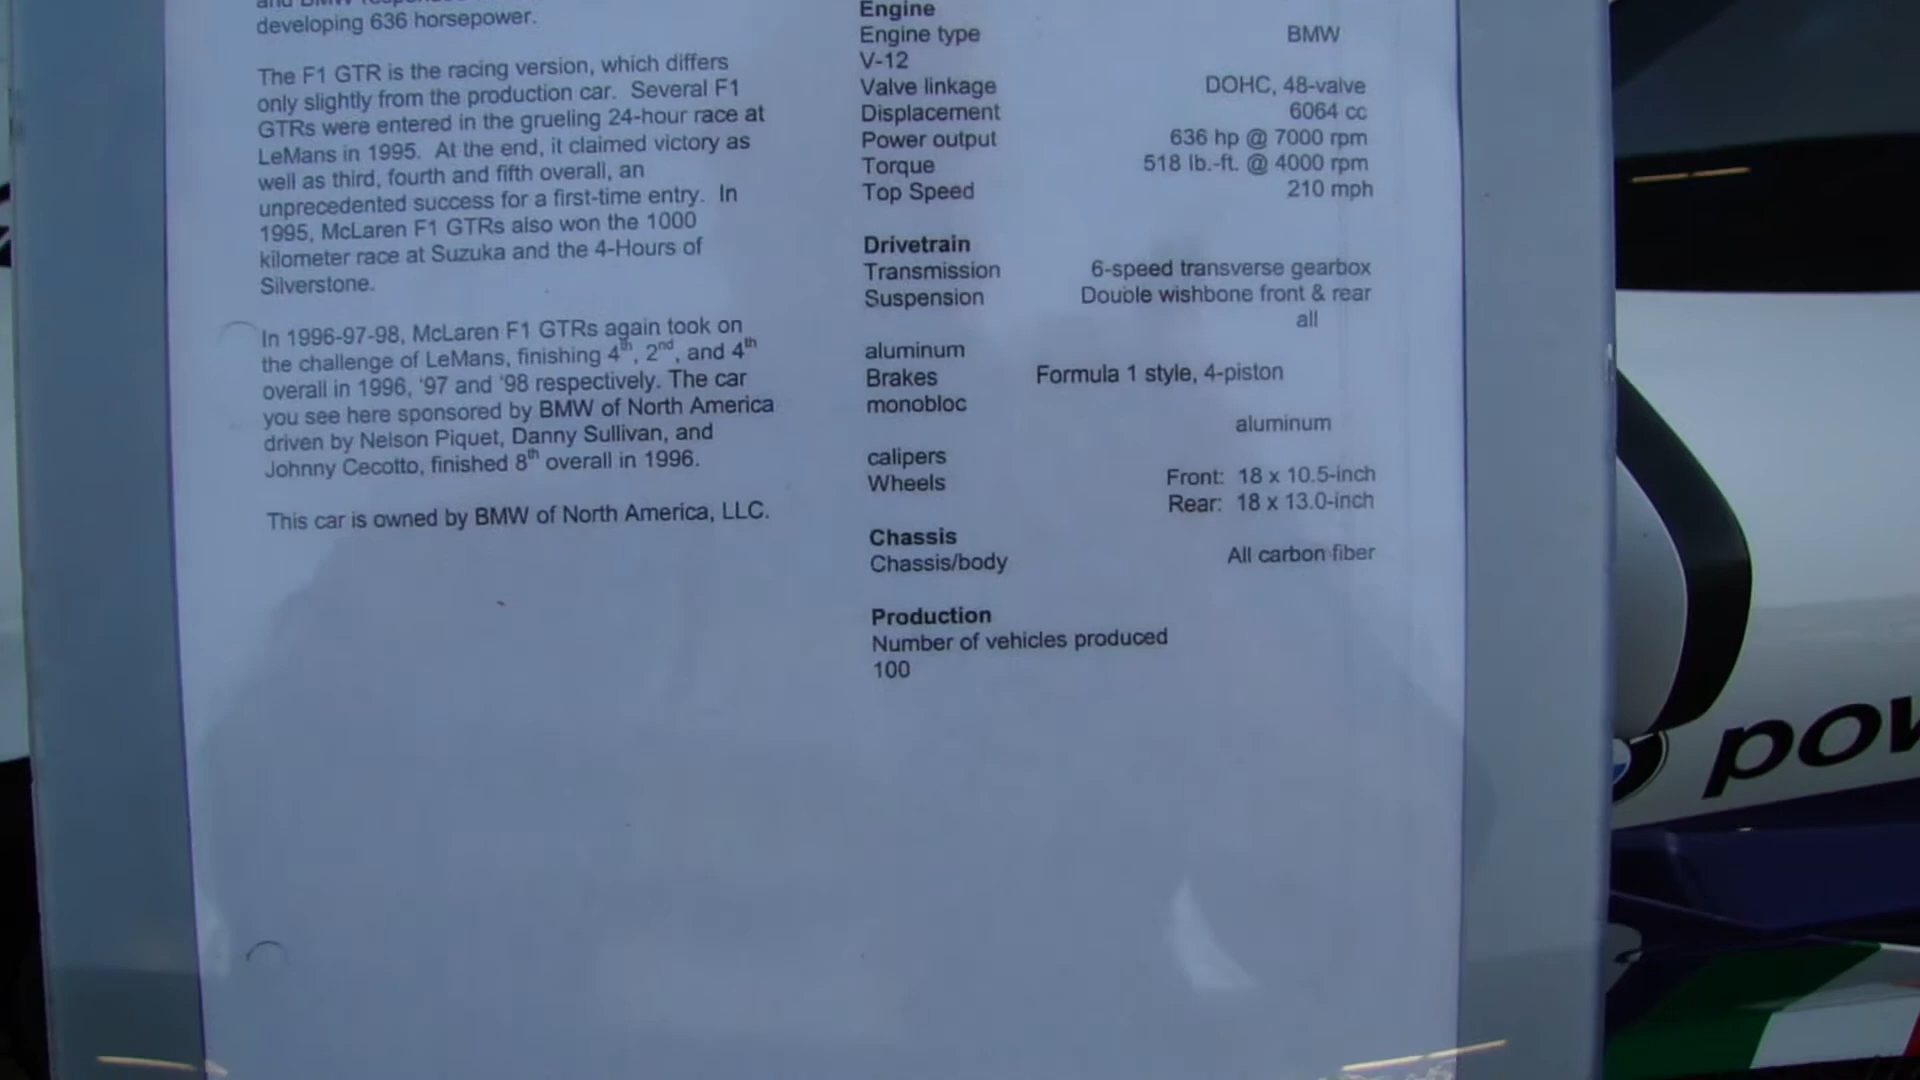 developing 636 horsepower.
The F1 GTR is the racing version, which differs
only slightly from the production car. Several F1
GTRs were entered in the grueling 24-hour race at
LeMans in 1995. At the end, it claimed victory as
well as third, fourth and fifth overall, an
unprecedented success for a first-time entry. In
1995, McLaren F1 GTRs also won the 1000
kilometer race at Suzuka and the 4-Hours of
Silverstone.
In 1996-97-98, McLaren F1 GTRs again took on
the challenge of LeMans, finishing 4th, 2nd, and 4th
overall in 1996, '97 and '98 respectively. The car
you see here sponsored by BMW of North America
driven by Nelson Piquet, Danny Sullivan, and
Johnny Cecotto, finished 8th overall in 1996.
This car is owned by BMW of North America, LLC.
Engine
Engine type BMW
V-12
Valve linkage DOHC, 48-valve
Displacement 6064 cc
Power output 636 hp @ 7000 rpm
Torque 518 lb.-ft. @ 4000 rpm
Top Speed 210 mph
Drivetrain
Transmission 6-speed transverse gearbox
Suspension Double wishbone front & rear
all
aluminum
Brakes Formula 1 style, 4-piston
monobloc
aluminum
calipers
Wheels Front: 18 x 10.5-inch
Rear: 18 x 13.0-inch
Chassis
Chassis/body All carbon fiber
Production
Number of vehicles produced
100
pow